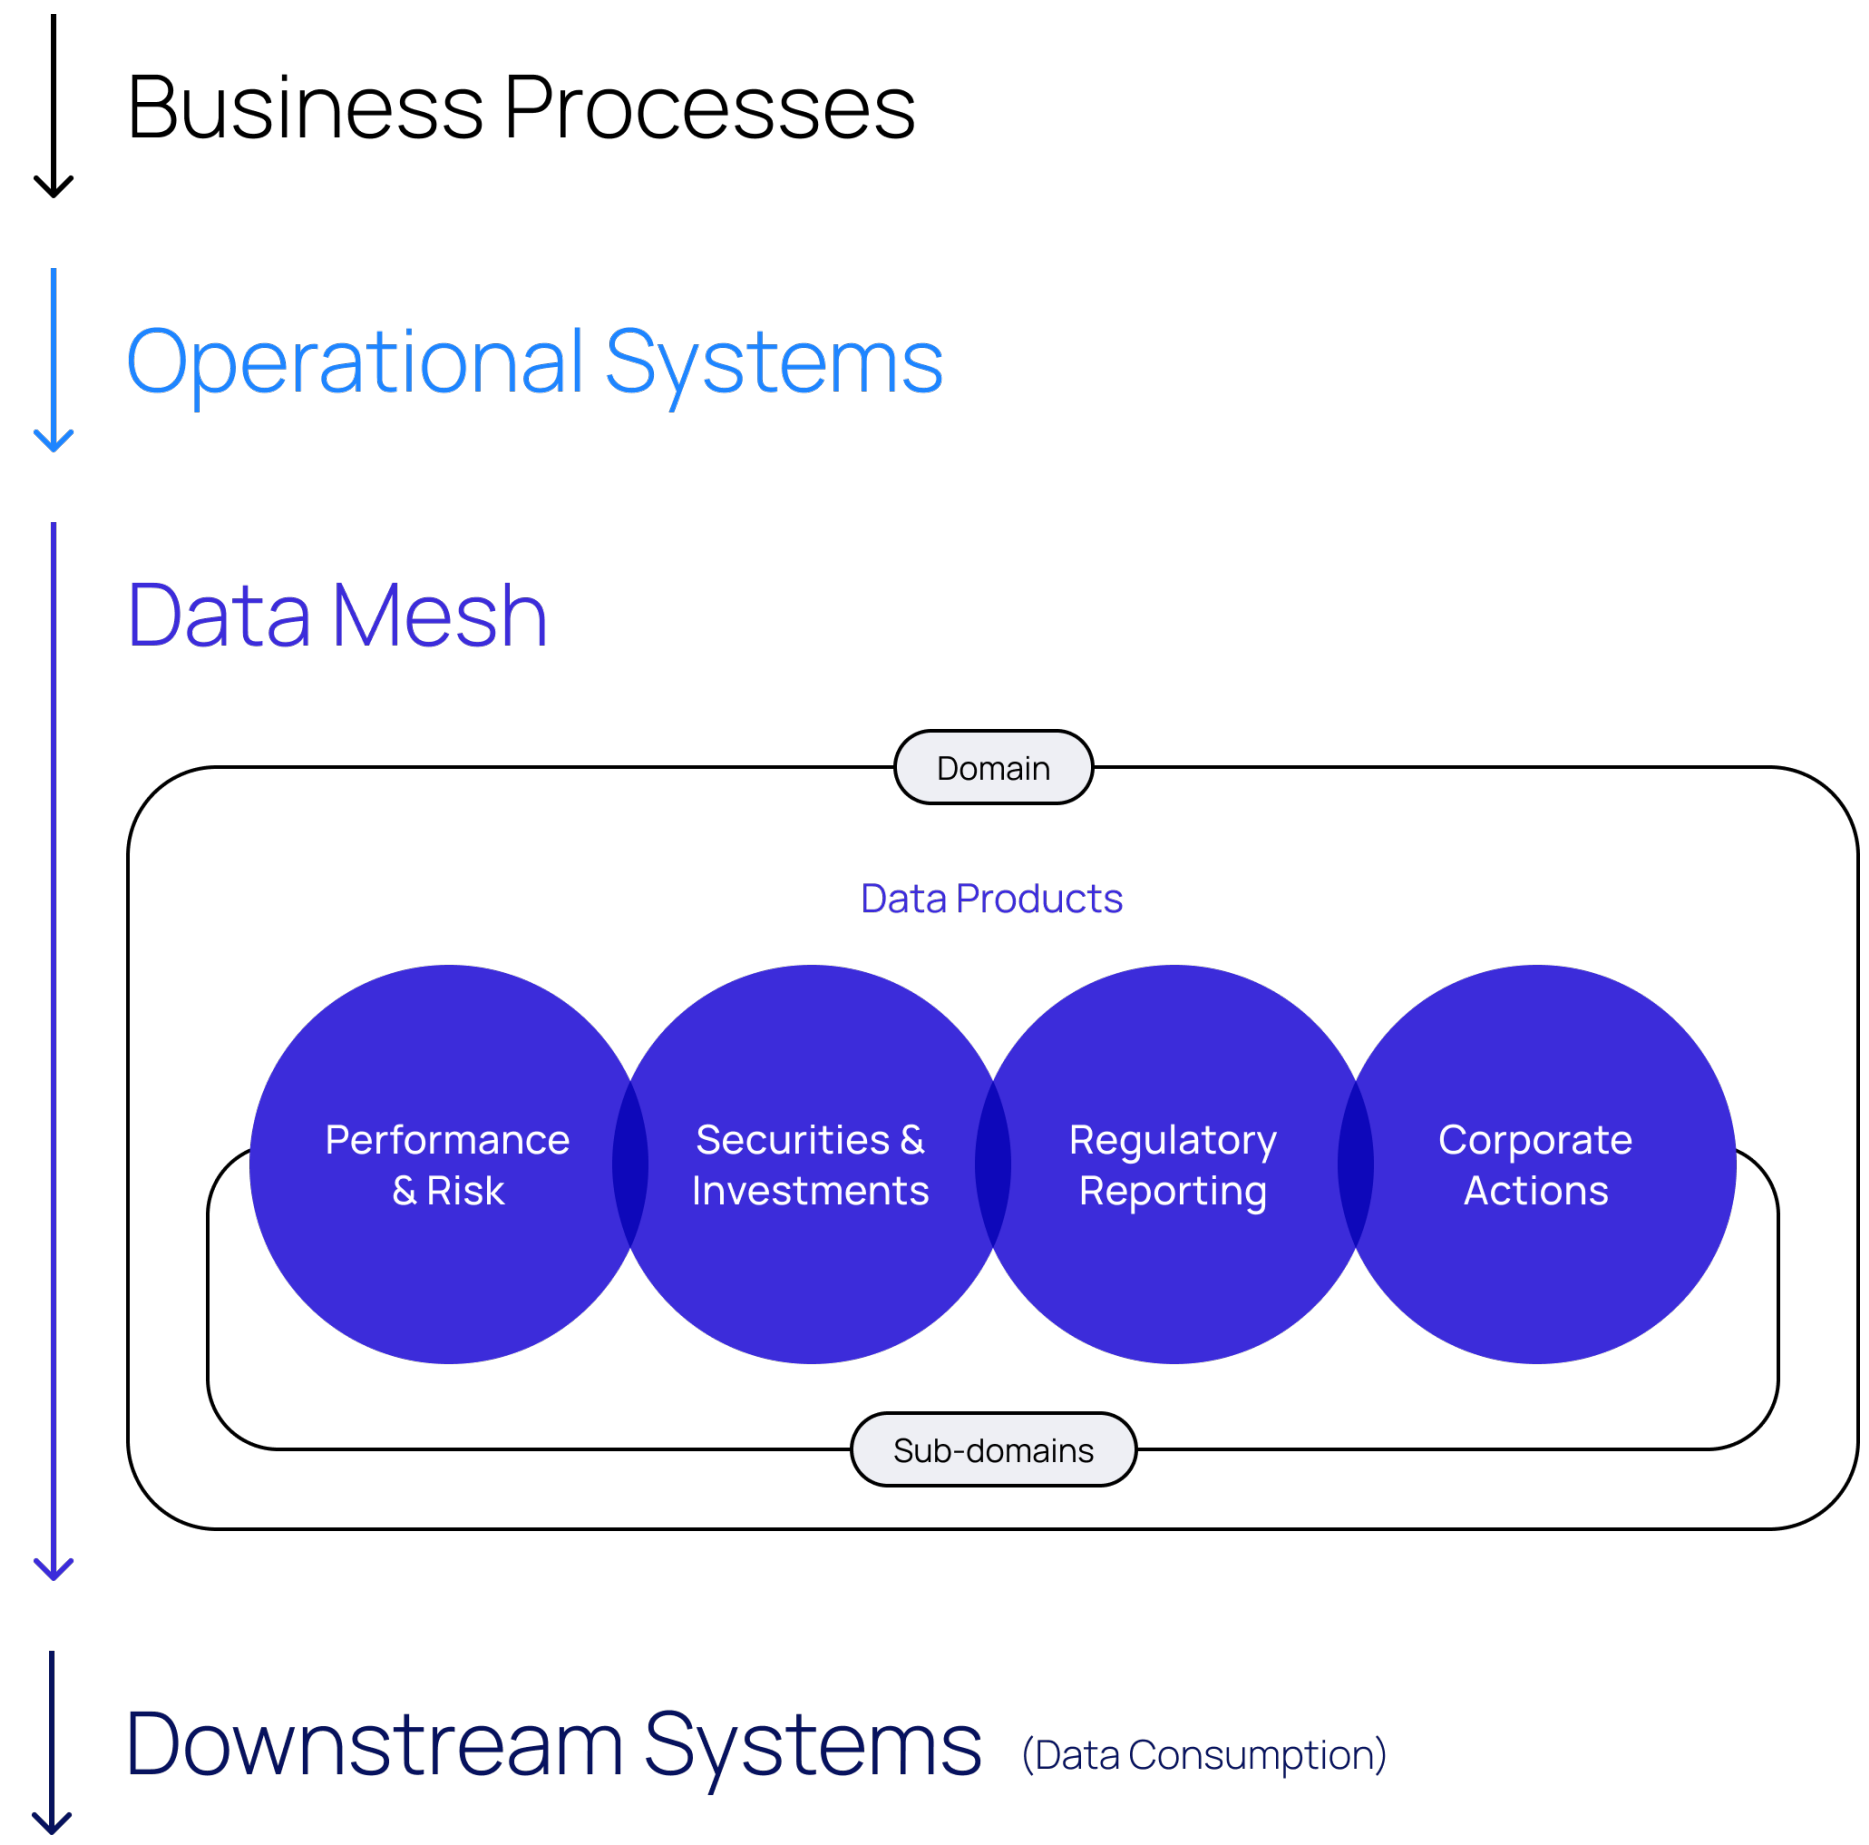 Business Processes
Operational Systems
Data Mesh
Domain
Data Products
Performance
& Risk
Securities &
Investments
Regulatory
Reporting
Corporate
Actions
Sub-domains
Downstream Systems (Data Consumption)